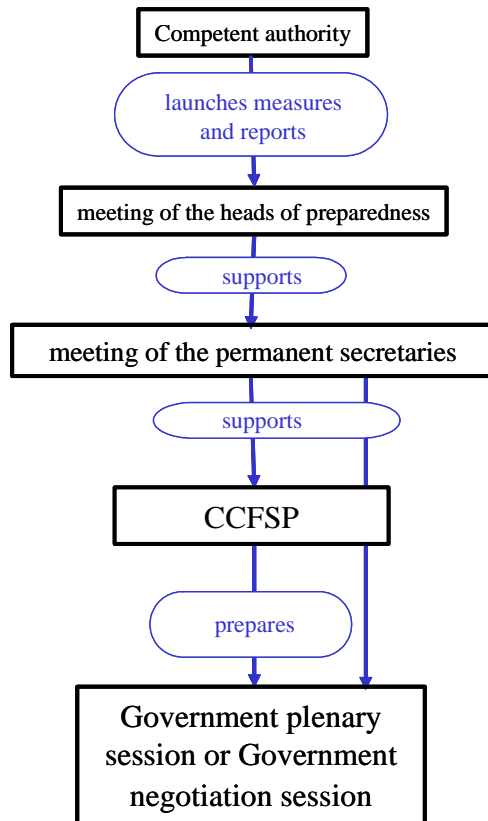 Competent authority
launches measures
and reports
meeting of the heads of preparedness
supports
meeting of the permanent secretaries
supports
CCFSP
prepares
Government plenary
session or Government
negotiation session